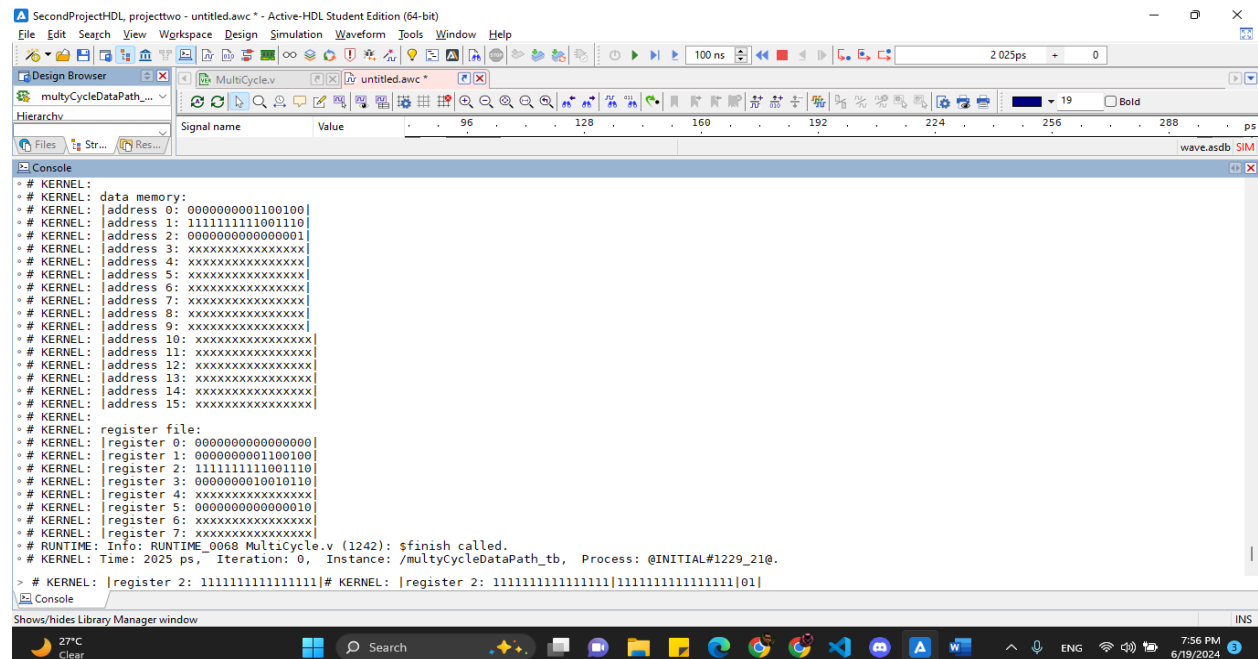 SecondProjectHDL, projecttwo - untitled.awc * - Active-HDL Student Edition (64-bit)
File Edit Search View Workspace Design Simulation Waveform Tools Window Help
100 ns 2 025ps + 0
Design Browser MultiCycle.v untitled.awc *
multyCycleDataPath_... 19 Bold
Hierarchy
Signal name Value 96 128 160 192 224 256 288 ps
Files Str... Res... wave.asdb SIM
Console
# KERNEL:
# KERNEL: data memory:
# KERNEL: |address 0: 0000000001100100|
# KERNEL: |address 1: 1111111111001110|
# KERNEL: |address 2: 0000000000000001|
# KERNEL: |address 3: xxxxxxxxxxxxxxxx|
# KERNEL: |address 4: xxxxxxxxxxxxxxxx|
# KERNEL: |address 5: xxxxxxxxxxxxxxxx|
# KERNEL: |address 6: xxxxxxxxxxxxxxxx|
# KERNEL: |address 7: xxxxxxxxxxxxxxxx|
# KERNEL: |address 8: xxxxxxxxxxxxxxxx|
# KERNEL: |address 9: xxxxxxxxxxxxxxxx|
# KERNEL: |address 10: xxxxxxxxxxxxxxxx|
# KERNEL: |address 11: xxxxxxxxxxxxxxxx|
# KERNEL: |address 12: xxxxxxxxxxxxxxxx|
# KERNEL: |address 13: xxxxxxxxxxxxxxxx|
# KERNEL: |address 14: xxxxxxxxxxxxxxxx|
# KERNEL: |address 15: xxxxxxxxxxxxxxxx|
# KERNEL:
# KERNEL: register file:
# KERNEL: |register 0: 0000000000000000|
# KERNEL: |register 1: 0000000001100100|
# KERNEL: |register 2: 1111111111001110|
# KERNEL: |register 3: 0000000010010110|
# KERNEL: |register 4: xxxxxxxxxxxxxxxx|
# KERNEL: |register 5: 0000000000000010|
# KERNEL: |register 6: xxxxxxxxxxxxxxxx|
# KERNEL: |register 7: xxxxxxxxxxxxxxxx|
# RUNTIME: Info: RUNTIME_0068 MultiCycle.v (1242): $finish called.
# KERNEL: Time: 2025 ps, Iteration: 0, Instance: /multyCycleDataPath_tb, Process: @INITIAL#1229_21@.
> # KERNEL: |register 2: 1111111111111111|# KERNEL: |register 2: 1111111111111111|1111111111111111|01|
Console
Shows/hides Library Manager window INS
27°C
Clear
Search
ENG
7:56 PM
6/19/2024
3